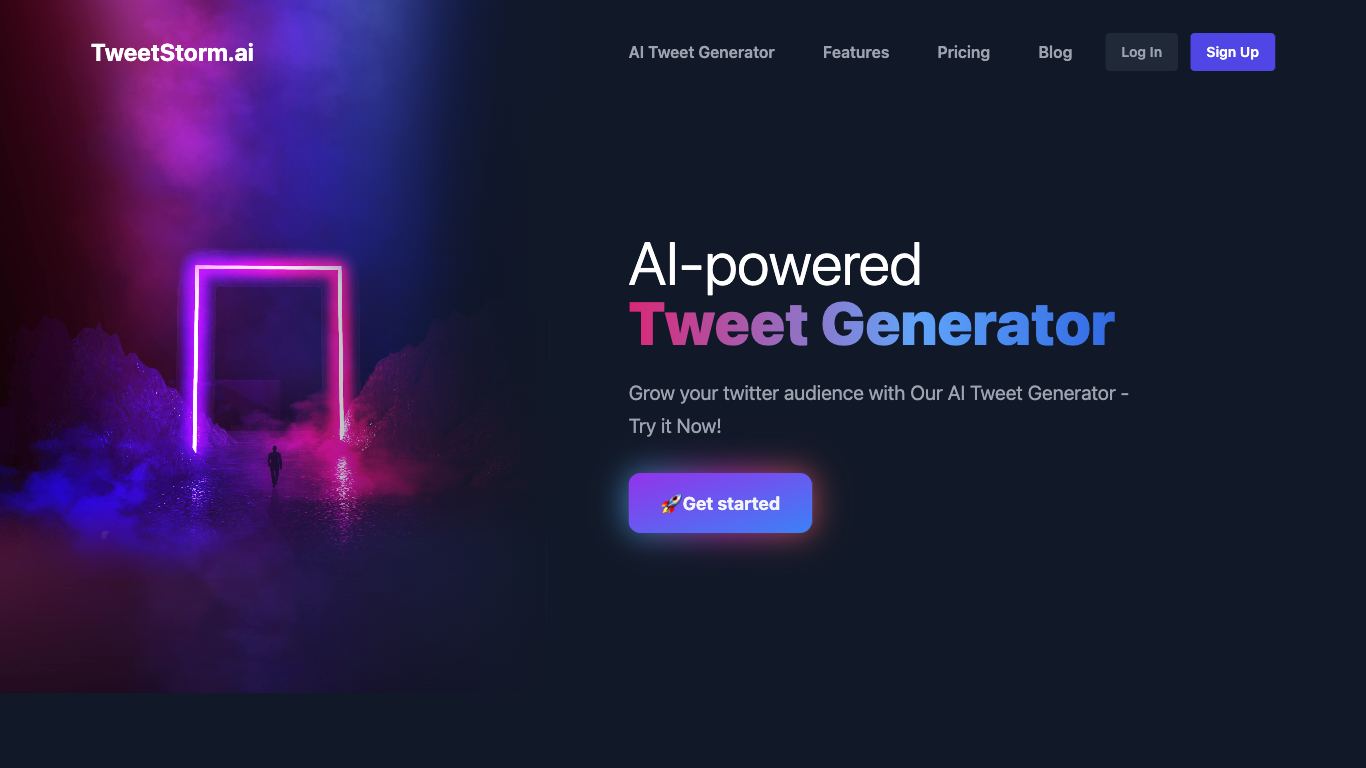 TweetStorm.ai
AI Tweet Generator
Features
Pricing
Blog
Log In
Sign Up
AI-powered
Tweet Generator
Grow your twitter audience with Our AI Tweet Generator -
Try it Now!
🚀Get started